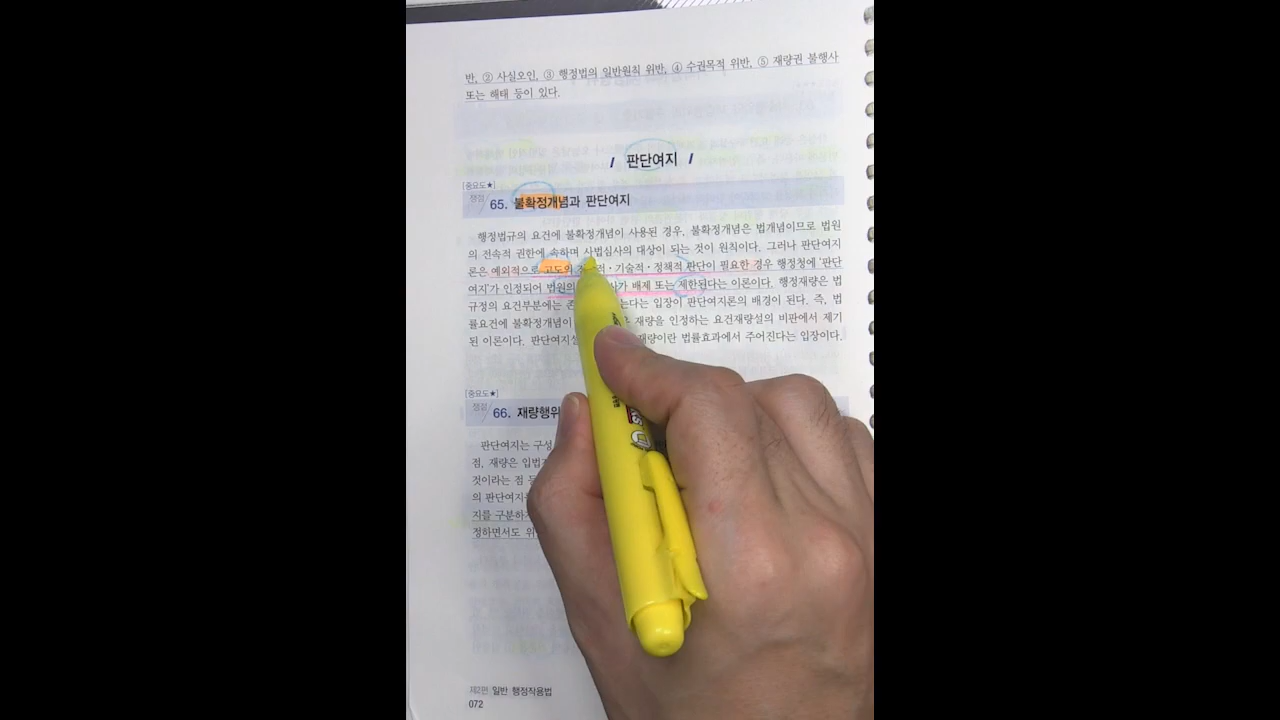 반, ② 사실오인, ③ 행정법의 일반원칙 위반, ④ 수권목적 위반, ⑤ 재량권 불행사
또는 해태 등이 있다.
/ 판단여지 /
[중요도★]
쟁점 65. 불확정개념과 판단여지
행정법규의 요건에 불확정개념이 사용된 경우, 불확정개념은 법개념이므로 법원
의 전속적 권한에 속하며 사법심사의 대상이 되는 것이 원칙이다. 그러나 판단여지
론은 예외적으로 고도의 · 기술적 · 정책적 판단이 필요한 경우 행정청에 '판단
여지'가 인정되어 법원의 가 배제 또는 제한된다는 이론이다. 행정재량은 법
규정의 요건부분에는 는다는 입장이 판단여지론의 배경이 된다. 즉, 법
률요건에 불확정개념이 재량을 인정하는 요건재량설의 비판에서 제기
된 이론이다. 판단여지 재량이란 법률효과에서 주어진다는 입장이다.
[중요도★]
쟁점 66. 재량행위
판단여지는 구성
점, 재량은 입법
것이라는 점
의 판단여지
지를 구분하
정하면서도
제2편 일반 행정작용법
072